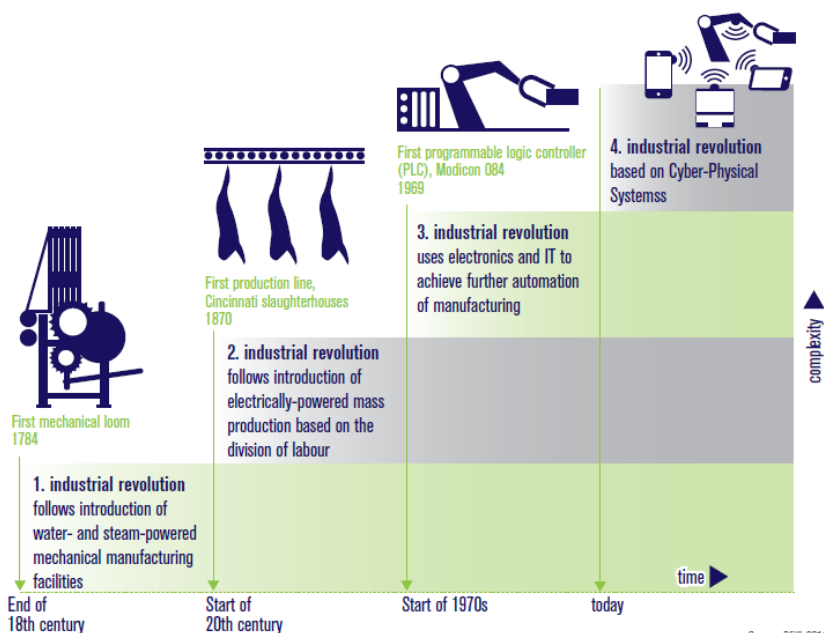 First mechanical loom
1784
1. industrial revolution
follows introduction of
water- and steam-powered
mechanical manufacturing
facilities
End of
18th century
First production line,
Cincinnati slaughterhouses
1870
2. industrial revolution
follows introduction of
electrically-powered mass
production based on the
division of labour
Start of
20th century
First programmable logic controller
(PLC), Modicon 084
1969
3. industrial revolution
uses electronics and IT to
achieve further automation
of manufacturing
Start of 1970s
4. industrial revolution
based on Cyber-Physical
Systemss
today
time
complexity